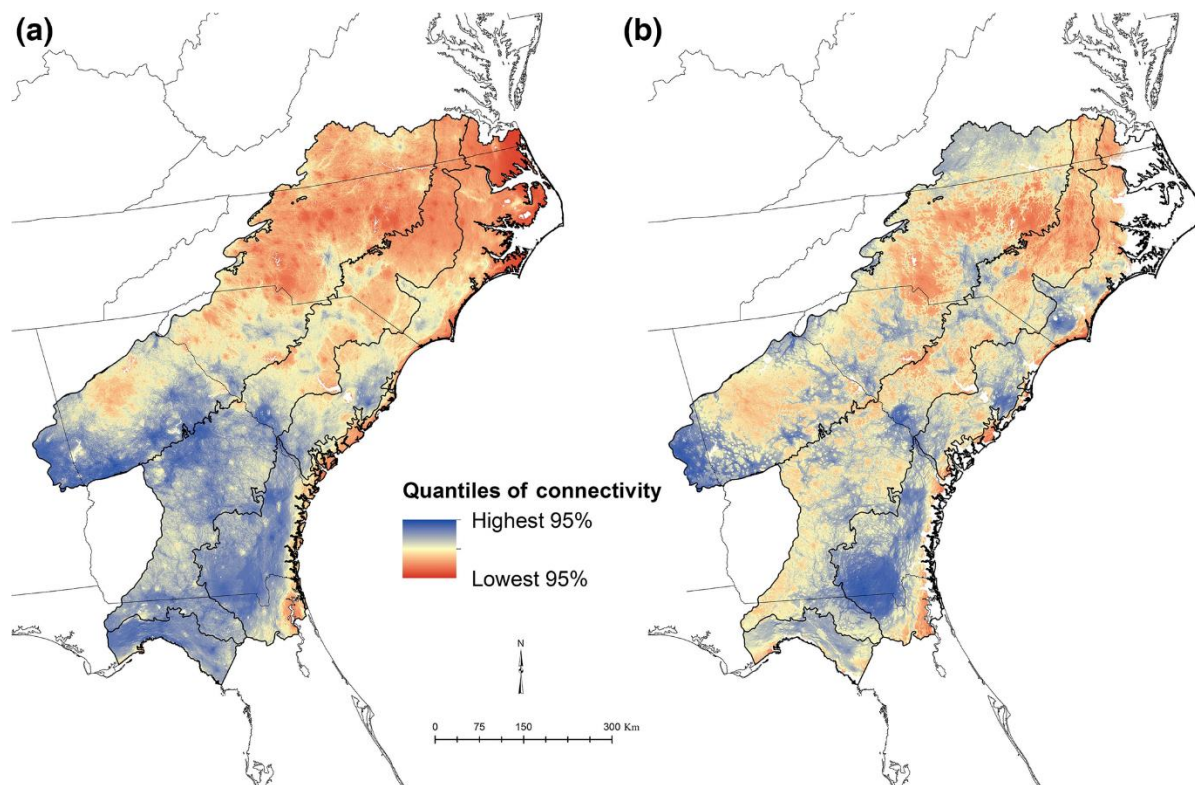 (a)
(b)
Quantiles of connectivity
Highest 95%
Lowest 95%
N
0 75 150 300 Km